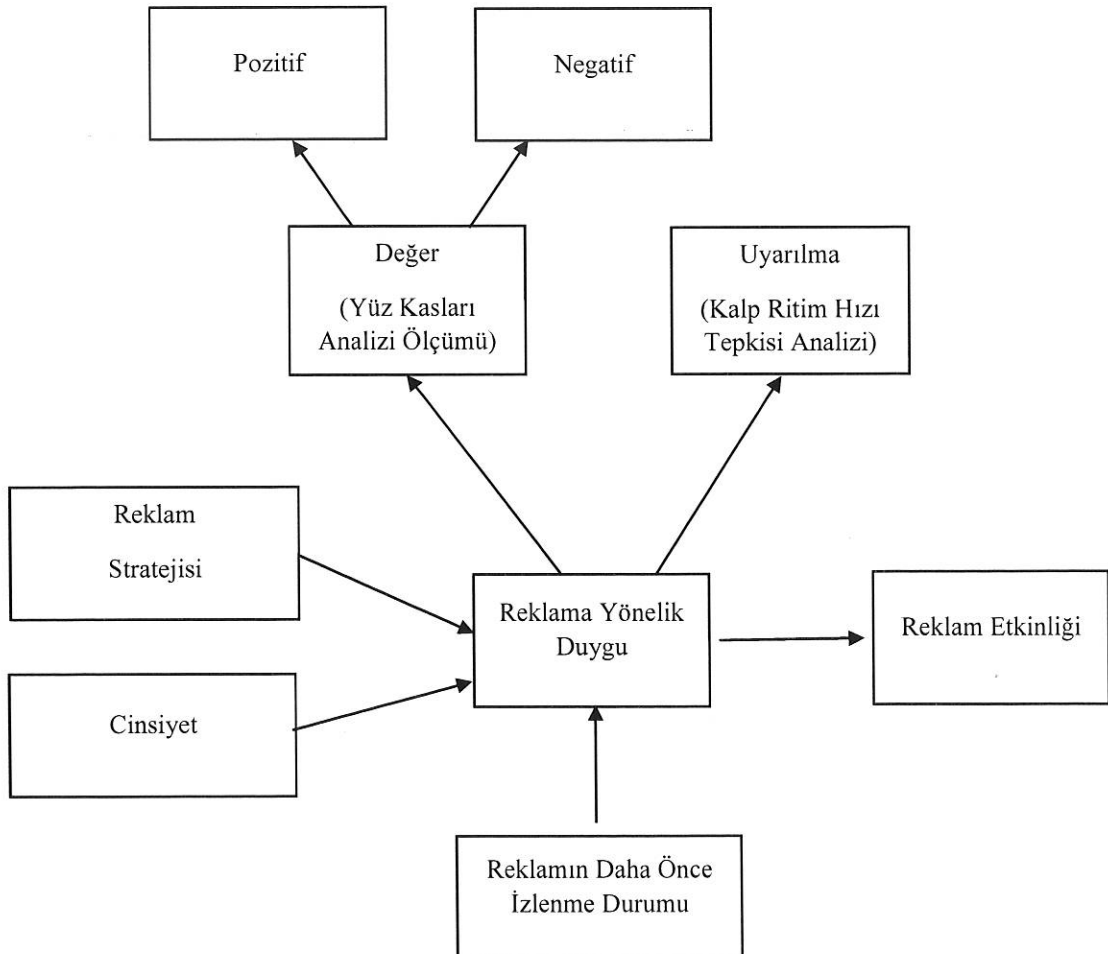 Pozitif
Negatif
Değer
(Yüz Kasları
Analizi Ölçümü)
Uyarılma
(Kalp Ritim Hızı
Tepkisi Analizi)
Reklam
Stratejisi
Reklama Yönelik
Duygu
Reklam Etkinliği
Cinsiyet
Reklamın Daha Önce
İzlenme Durumu